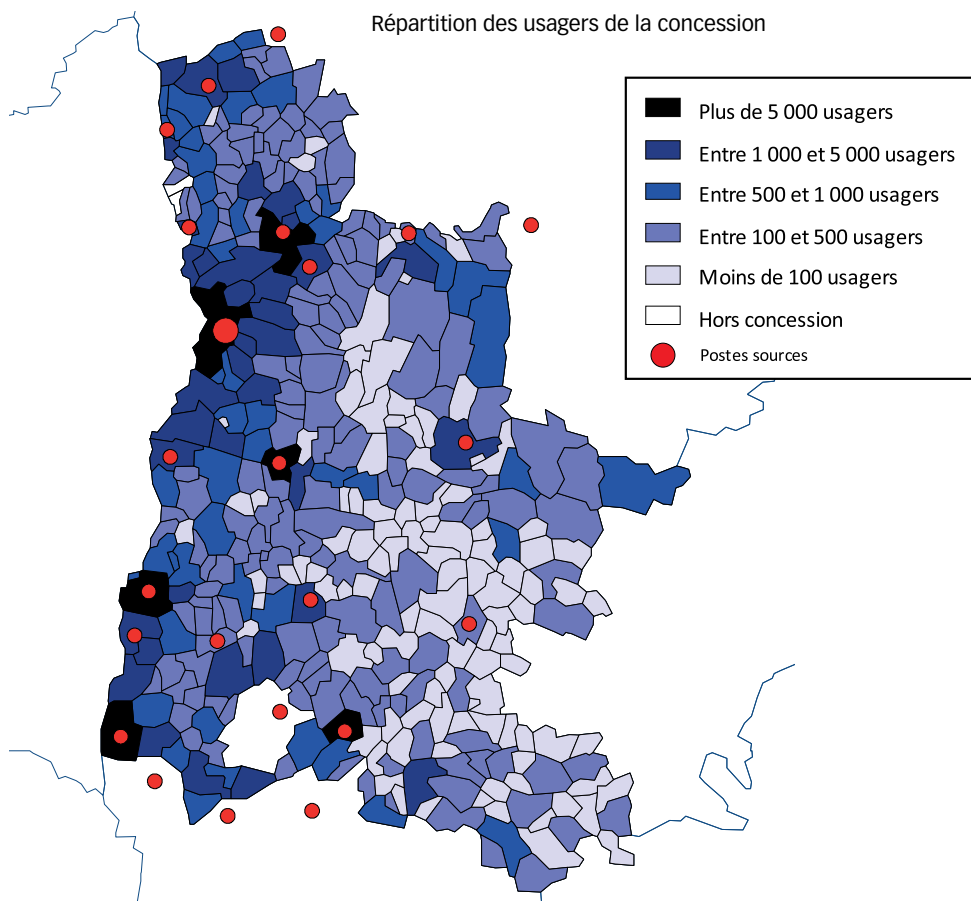 Répartition des usagers de la concession
Plus de 5 000 usagers
Entre 1 000 et 5 000 usagers
Entre 500 et 1 000 usagers
Entre 100 et 500 usagers
Moins de 100 usagers
Hors concession
Postes sources